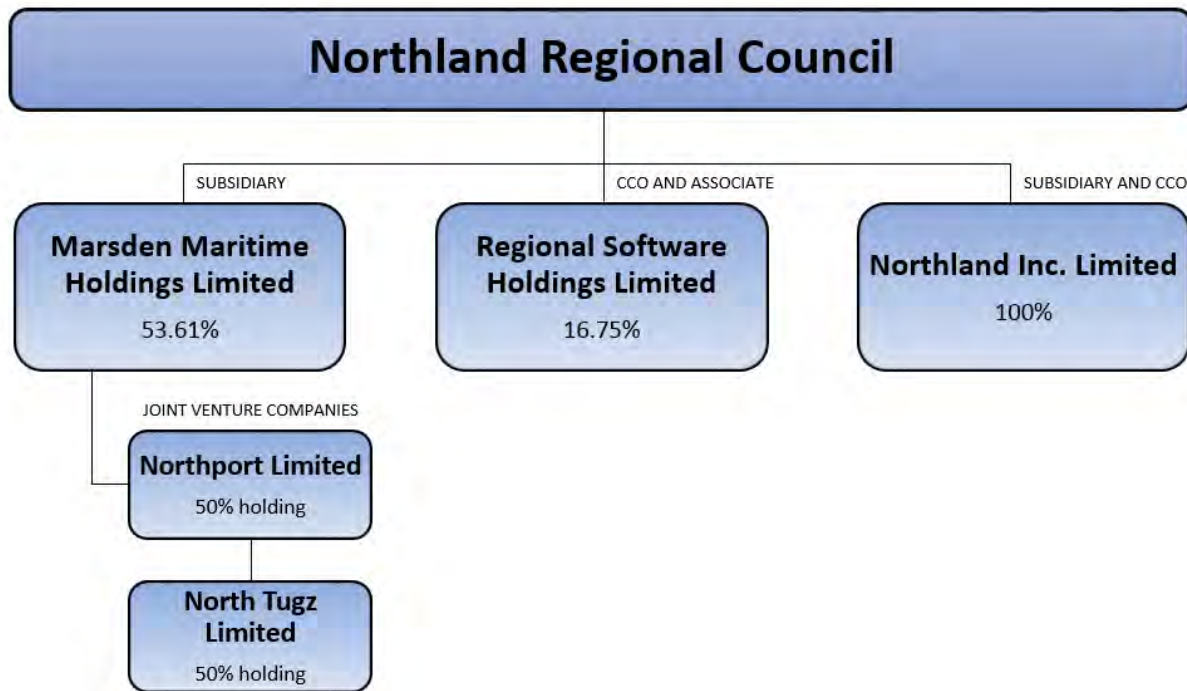 Northland Regional Council
SUBSIDIARY
CCO AND ASSOCIATE
SUBSIDIARY AND CCO
Marsden Maritime
Holdings Limited
53.61%
Regional Software
Holdings Limited
16.75%
Northland Inc. Limited
100%
JOINT VENTURE COMPANIES
Northport Limited
50% holding
North Tugz
Limited
50% holding